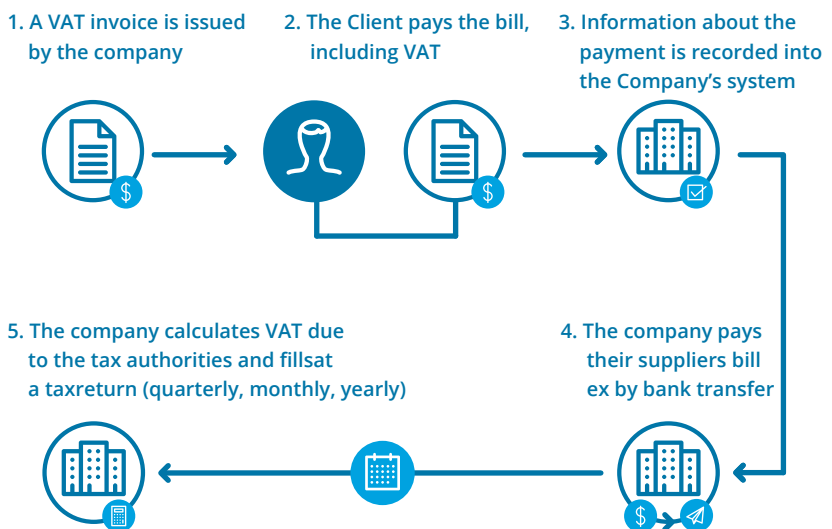 1. A VAT invoice is issued
by the company
2. The Client pays the bill,
including VAT
3. Information about the
payment is recorded into
the Company's system
$
$
5. The company calculates VAT due
to the tax authorities and fillsat
a taxreturn (quarterly, monthly, yearly)
4. The company pays
their suppliers bill
ex by bank transfer
$